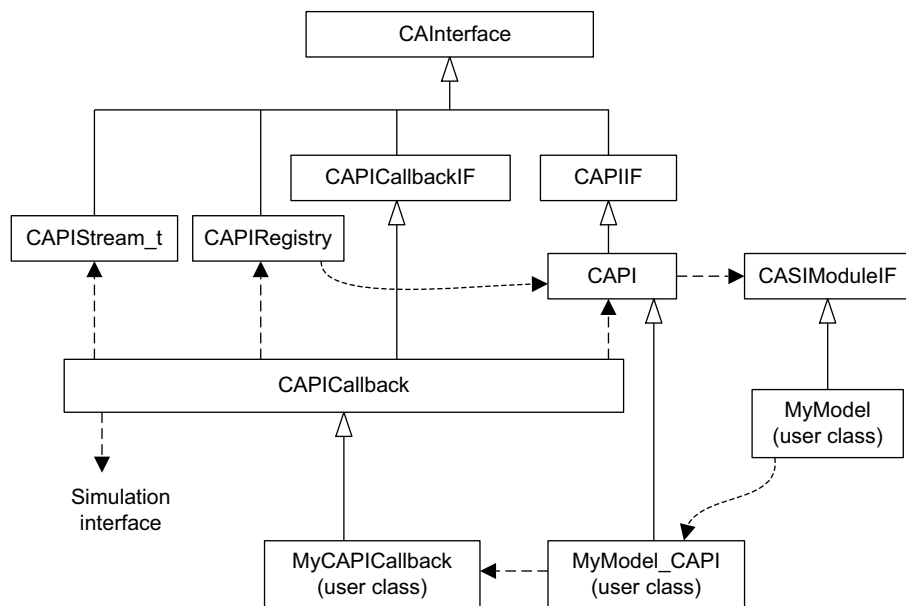 CAInterface
CAPICallbackIF
CAPIIF
CAPIStream_t
CAPIRegistry
CAPI
CASIModuleIF
CAPICallback
MyModel
(user class)
Simulation
interface
MyCAPICallback
(user class)
MyModel_CAPI
(user class)